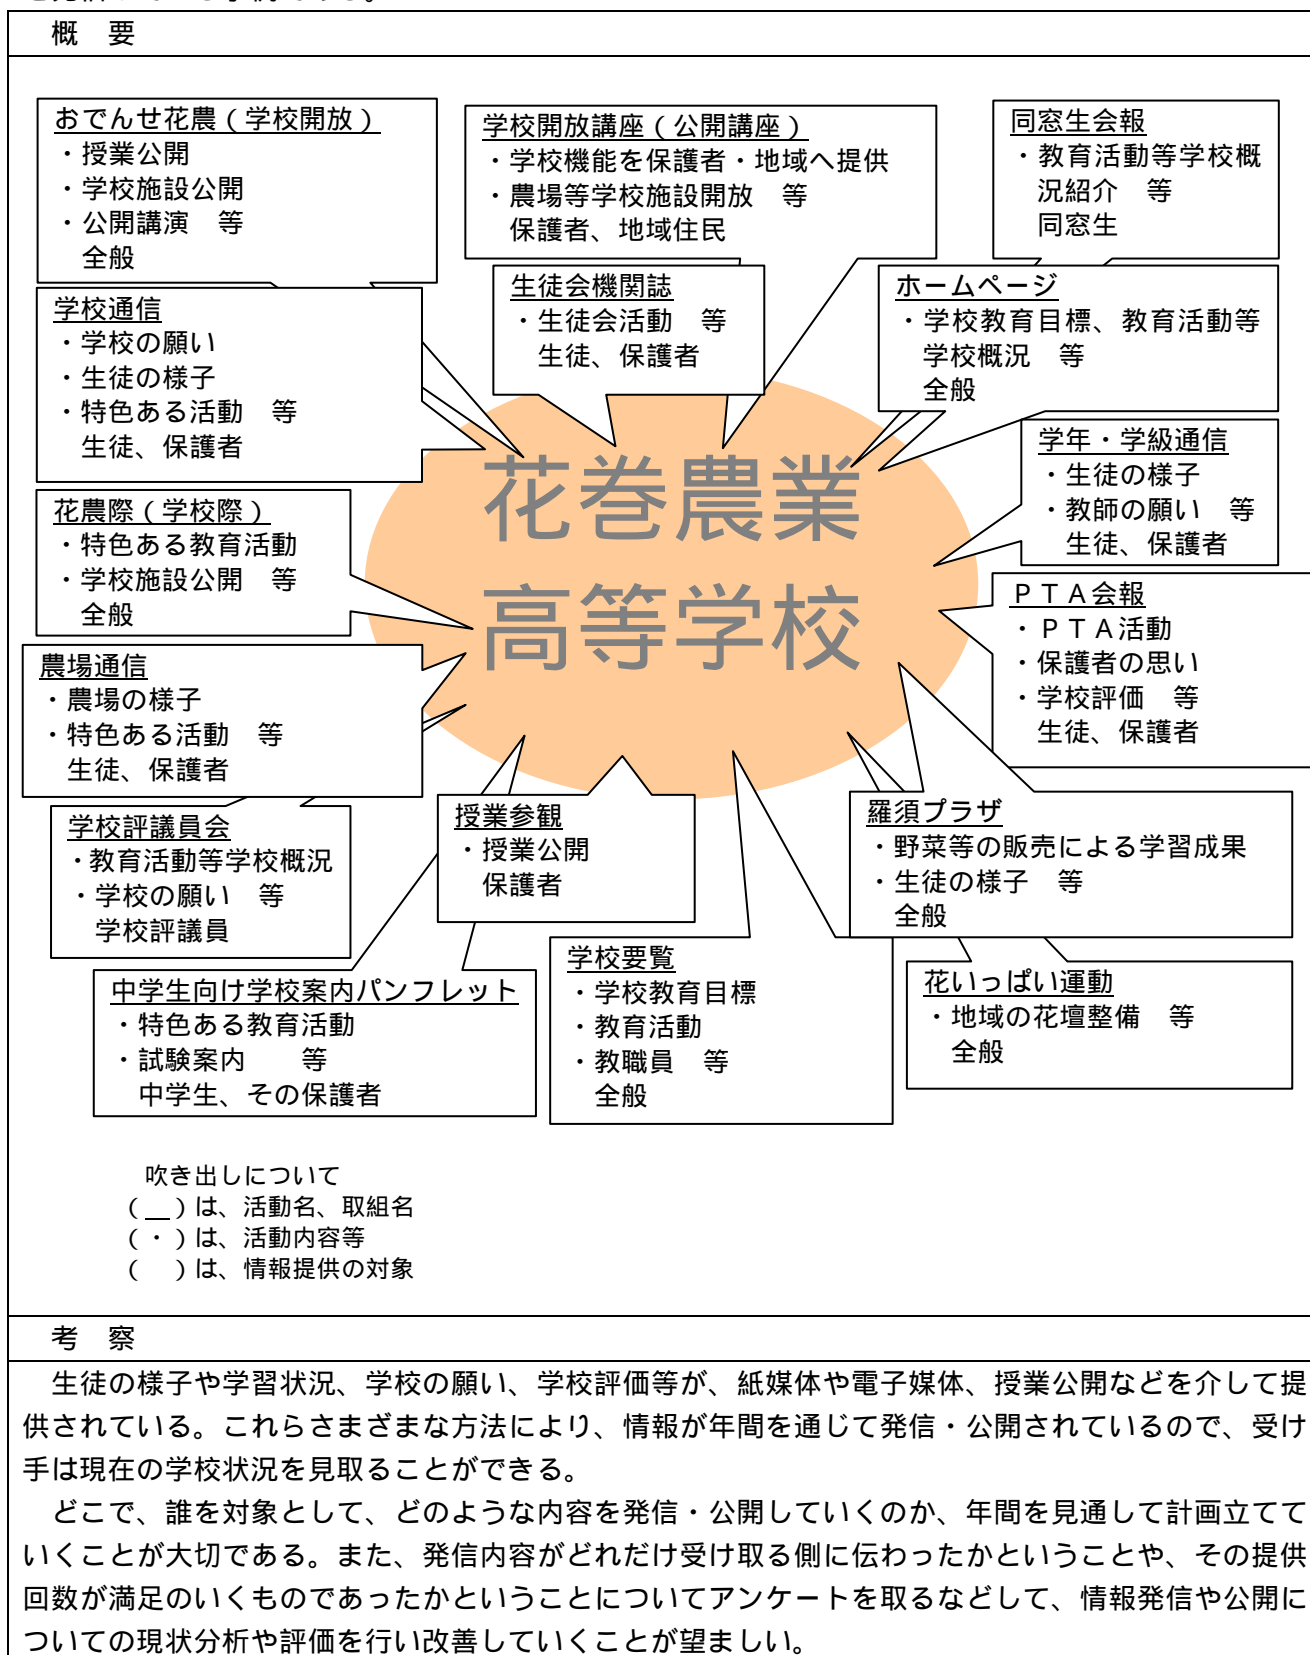 概　要
おでんせ花農（学校開放）
・授業公開
・学校施設公開
・公開講演　等
全般
学校開放講座（公開講座）
・学校機能を保護者・地域へ提供
・農場等学校施設開放　等
保護者、地域住民
同窓生会報
・教育活動等学校概
況紹介　等
同窓生
学校通信
・学校の願い
・生徒の様子
・特色ある活動　等
生徒、保護者
生徒会機関誌
・生徒会活動　等
生徒、保護者
ホームページ
・学校教育目標、教育活動等
学校概況　等
全般
学年・学級通信
・生徒の様子
・教師の願い　等
生徒、保護者
花巻農業
高等学校
花農際（学校際）
・特色ある教育活動
・学校施設公開　等
全般
ＰＴＡ会報
・ＰＴＡ活動
・保護者の思い
・学校評価　等
生徒、保護者
農場通信
・農場の様子
・特色ある活動　等
生徒、保護者
学校評議員会
・教育活動等学校概況
・学校の願い　等
学校評議員
授業参観
・授業公開
保護者
羅須プラザ
・野菜等の販売による学習成果
・生徒の様子　等
全般
中学生向け学校案内パンフレット
・特色ある教育活動
・試験案内　　等
中学生、その保護者
学校要覧
・学校教育目標
・教育活動
・教職員　等
全般
花いっぱい運動
・地域の花壇整備　等
全般
吹き出しについて
（＿）は、活動名、取組名
（・）は、活動内容等
（　）は、情報提供の対象
考　察
生徒の様子や学習状況、学校の願い、学校評価等が、紙媒体や電子媒体、授業公開などを介して提
供されている。これらさまざまな方法により、情報が年間を通じて発信・公開されているので、受け
手は現在の学校状況を見取ることができる。
どこで、誰を対象として、どのような内容を発信・公開していくのか、年間を見通して計画立てて
いくことが大切である。また、発信内容がどれだけ受け取る側に伝わったかということや、その提供
回数が満足のいくものであったかということについてアンケートを取るなどして、情報発信や公開に
ついての現状分析や評価を行い改善していくことが望ましい。